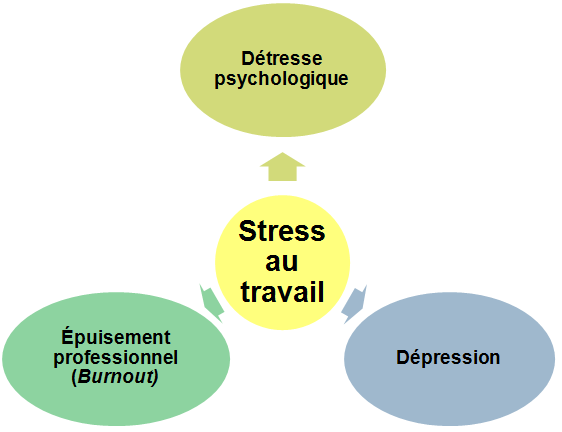 Détresse
psychologique
Stress
au
travail
Épuisement
professionnel
(Burnout)
Dépression